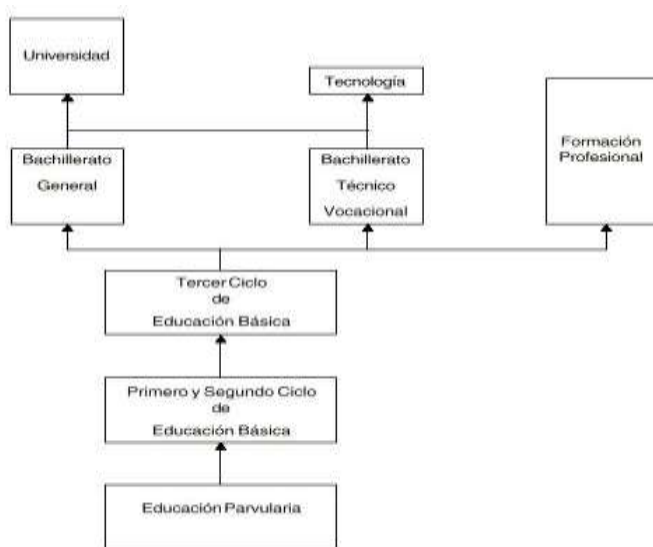 Universidad
Tecnología
Formación
Profesional
Bachillerato
General
Bachillerato
Técnico
Vocacional
Tercer Ciclo
de
Educación Básica
Primero y Segundo Ciclo
de
Educación Básica
Educación Parvularia